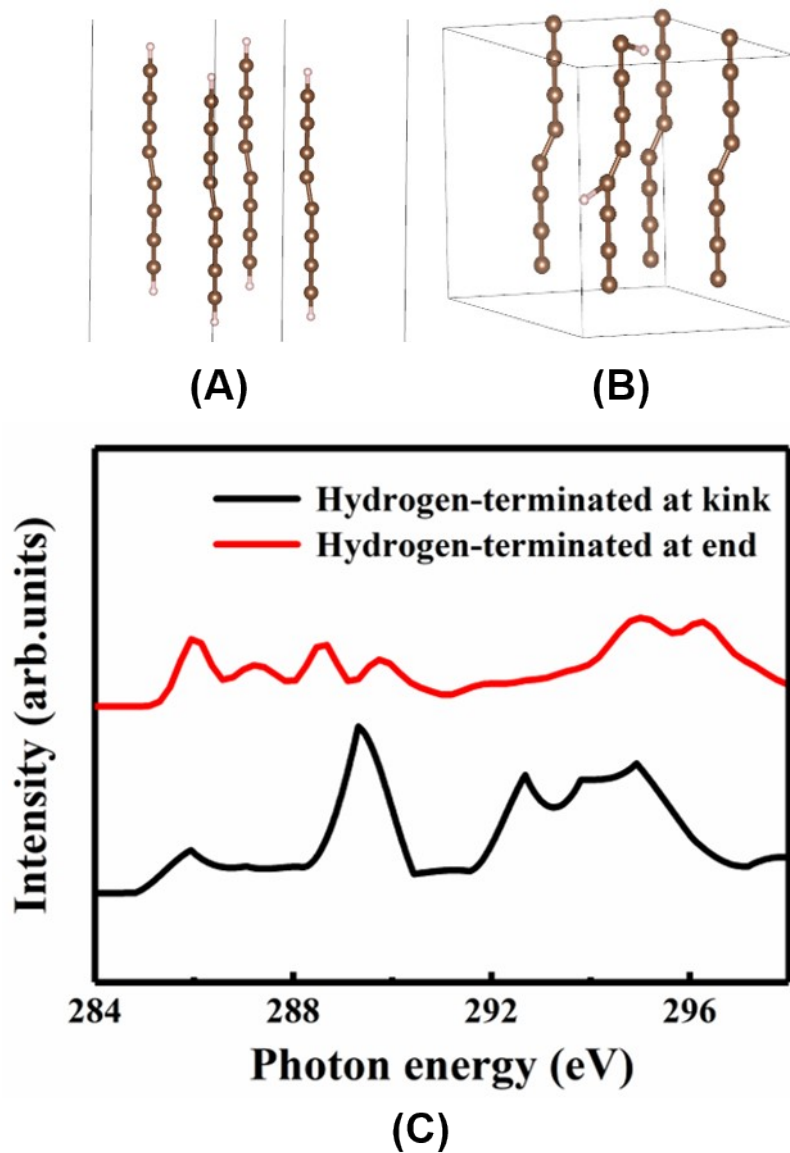 (A)
(B)
Hydrogen-terminated at kink
Hydrogen-terminated at end
Intensity (arb.units)
284
288
292
296
Photon energy (eV)
(C)